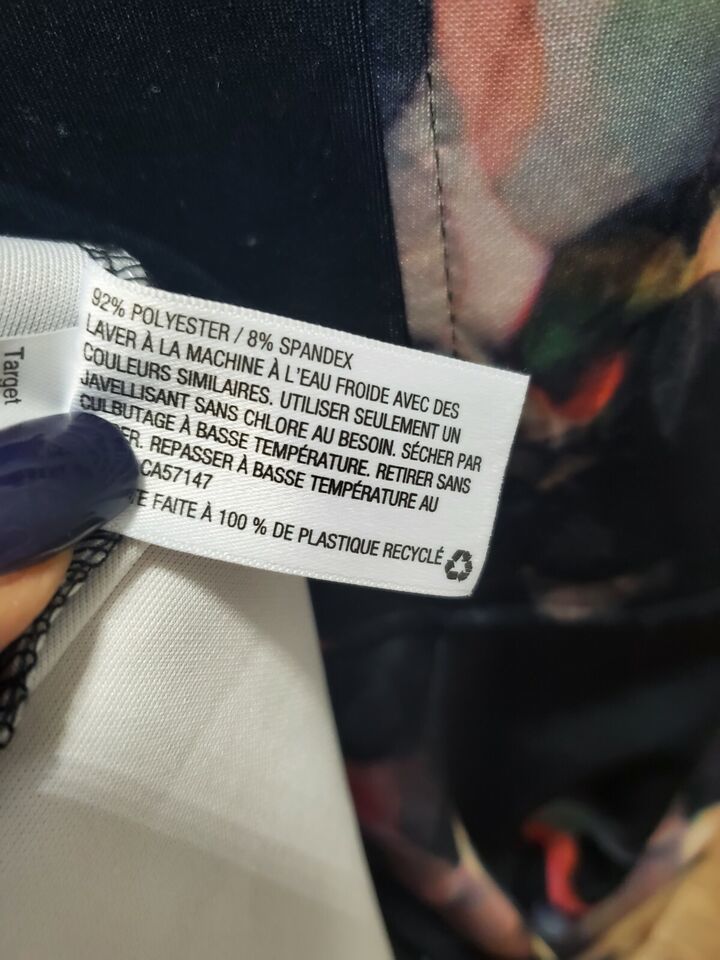 92% POLYESTER / 8% SPANDEX
LAVER À LA MACHINE À L'EAU FROIDE AVEC DES
COULEURS SIMILAIRES. UTILISER SEULEMENT UN
JAVELLISANT SANS CHLORE AU BESOIN. SÉCHER PAR
CULBUTAGE À BASSE TEMPÉRATURE. RETIRER SANS
REPASSER À BASSE TEMPÉRATURE AU
CA57147
FAITE À 100 % DE PLASTIQUE RECYCLÉ
Target